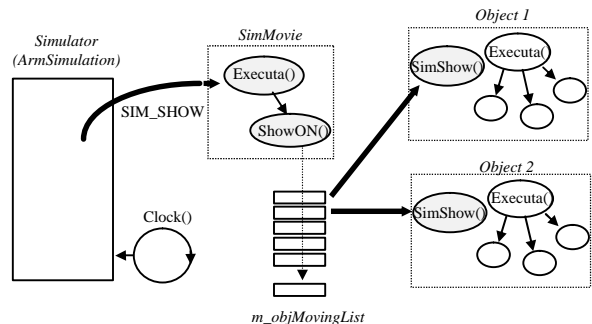 Simulator
(ArmSimulation)
SIM_SHOW
Clock()
SimMovie
Executa()
ShowON()
m_objMovingList
Object 1
SimShow()
Executa()
Object 2
SimShow()
Executa()